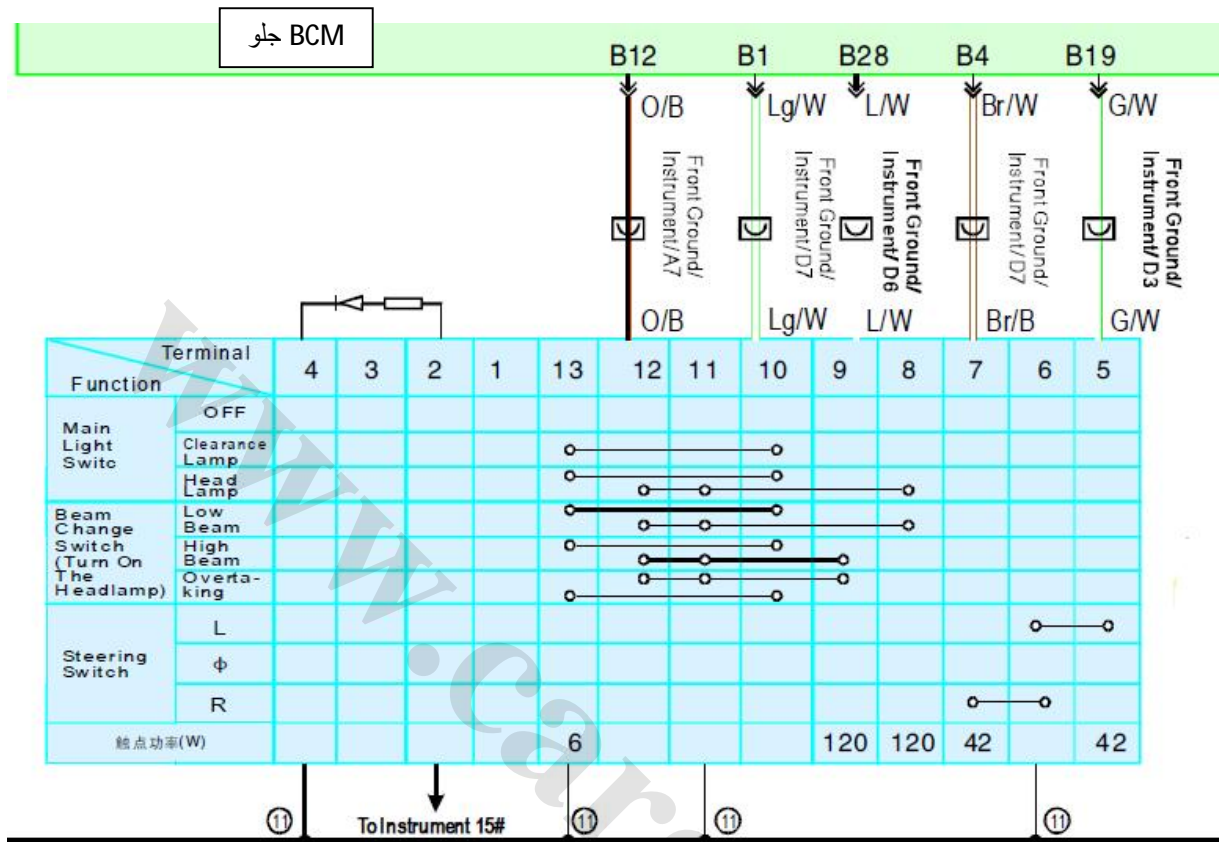 BCM جلو
B12 B1 B28 B4 B19
O/B Lg/W L/W Br/W G/W
Front Ground/
Instrument/A7
Front Ground/
Instrument/D7
Front Ground/
Instrument/D6
Front Ground/
Instrument/D7
Front Ground/
Instrument/D3
O/B Lg/W L/W Br/B G/W
Terminal
Function
4 3 2 1 13 12 11 10 9 8 7 6 5
Main
Light
Switc
OFF
Clearance
Lamp
Head
Lamp
Beam
Change
Switch
(Turn On
The
Headlamp)
Low
Beam
High
Beam
Overta-
king
Steering
Switch
L
ф
R
触点功率(W) 6 120 120 42 42
11 To Instrument 15# 11 11 11
www.car